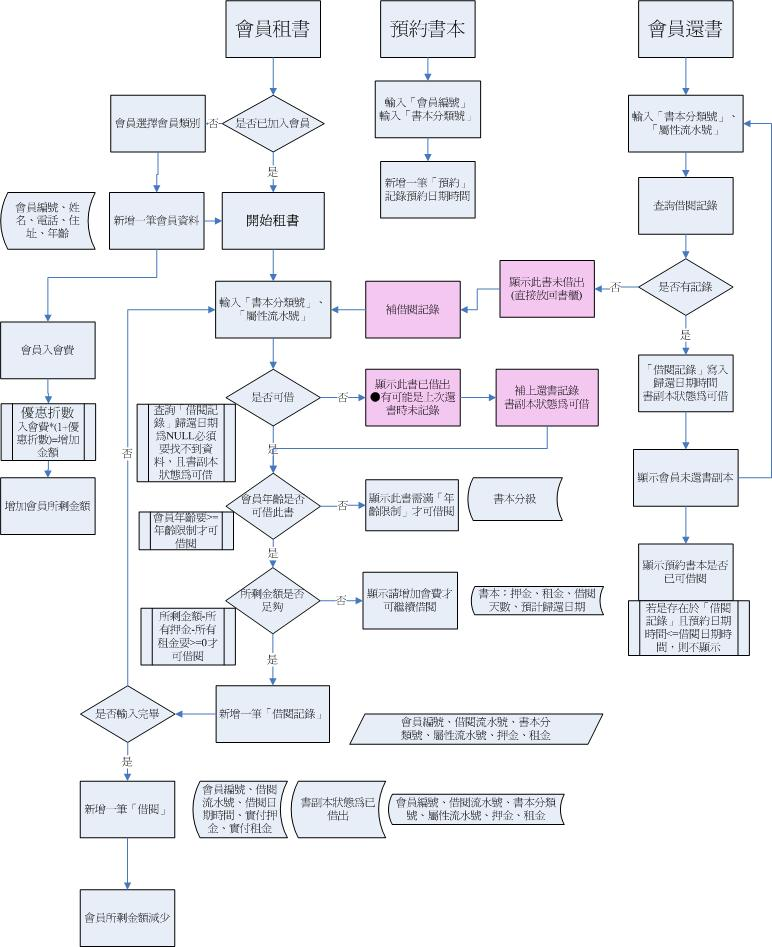 會員租書
預約書本
會員還書
會員選擇會員類別
否
是否已加入會員
輸入「會員編號」
輸入「書本分類號」
輸入「書本分類號」、
「屬性流水號」
是
新增一筆「預約」
記錄預約日期時間
會員編號、姓
名、電話、住
址、年齡
新增一筆會員資料
開始租書
查詢借閱記錄
輸入「書本分類號」、
「屬性流水號」
補借閱記錄
顯示此書未借出
(直接放回書櫃)
否
是否有記錄
是
會員入會費
是否可借
否
顯示此書已借出
●有可能是上次還
書時未記錄
補上還書記錄
書副本狀態為可借
「借閱記錄」寫入
歸還日期時間
書副本狀態為可借
優惠折數
入會費*(1+優
惠折數)=增加
金額
查詢「借閱記
錄」歸還日期
為NULL必須
要找不到資
料、且書副本
狀態為可借
否
是
增加會員所剩金額
會員年齡是否
可借此書
否
顯示此書需滿「年
齡限制」才可借閱
書本分級
顯示會員未還書副本
會員年齡要>=
年齡限制才可
借閱
是
顯示預約書本是否
已可借閱
所剩金額是否
足夠
否
顯示請增加會費才
可繼續借閱
書本：押金、租金、借閱
天數、預計歸還日期
若是存在於「借閱
記錄」且預約日期
時間<=借閱日期時
間，則不顯示
所剩金額-所
有押金-所有
租金要>=0才
可借閱
是
是否輸入完畢
新增一筆「借閱記錄」
會員編號、借閱流水號、書本分
類號、屬性流水號、押金、租金
是
新增一筆「借閱」
會員編號、借閱
流水號、借閱日
期時間、實付押
金、實付租金
書副本狀態為已
借出
會員編號、借閱流水號、書本分類
號、屬性流水號、押金、租金
會員所剩金額減少